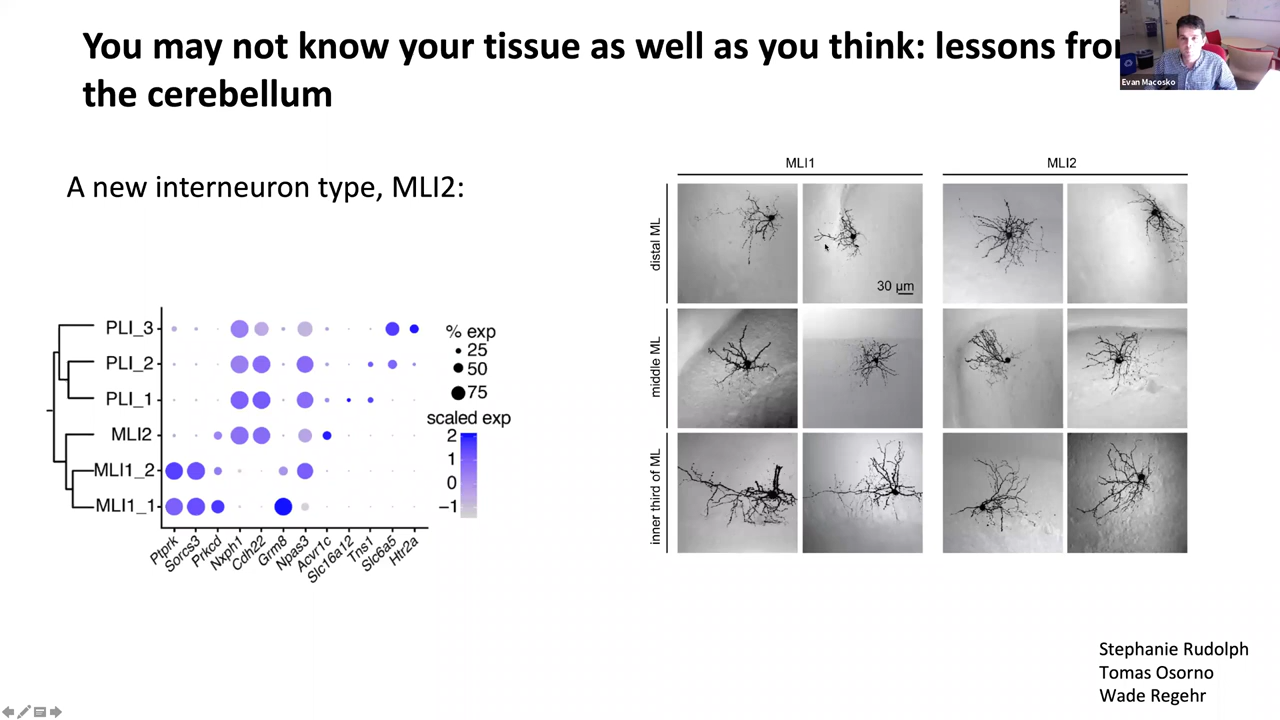 You may not know your tissue as well as you think: lessons from
the cerebellum
Evan Macosko
A new interneuron type, MLI2:
PLI_3
PLI_2
PLI_1
MLI2
MLI1_2
MLI1_1
Ptprk
Sorcs3
Prkcd
Nxph1
Cdh22
Grm8
Npas3
Acvr1c
Slc16a12
Tns1
Slc6a5
Htr2a
% exp
25
50
75
scaled exp
2
1
0
−1
MLI1
MLI2
distal ML
middle ML
inner third of ML
30 µm
Stephanie Rudolph
Tomas Osorno
Wade Regehr